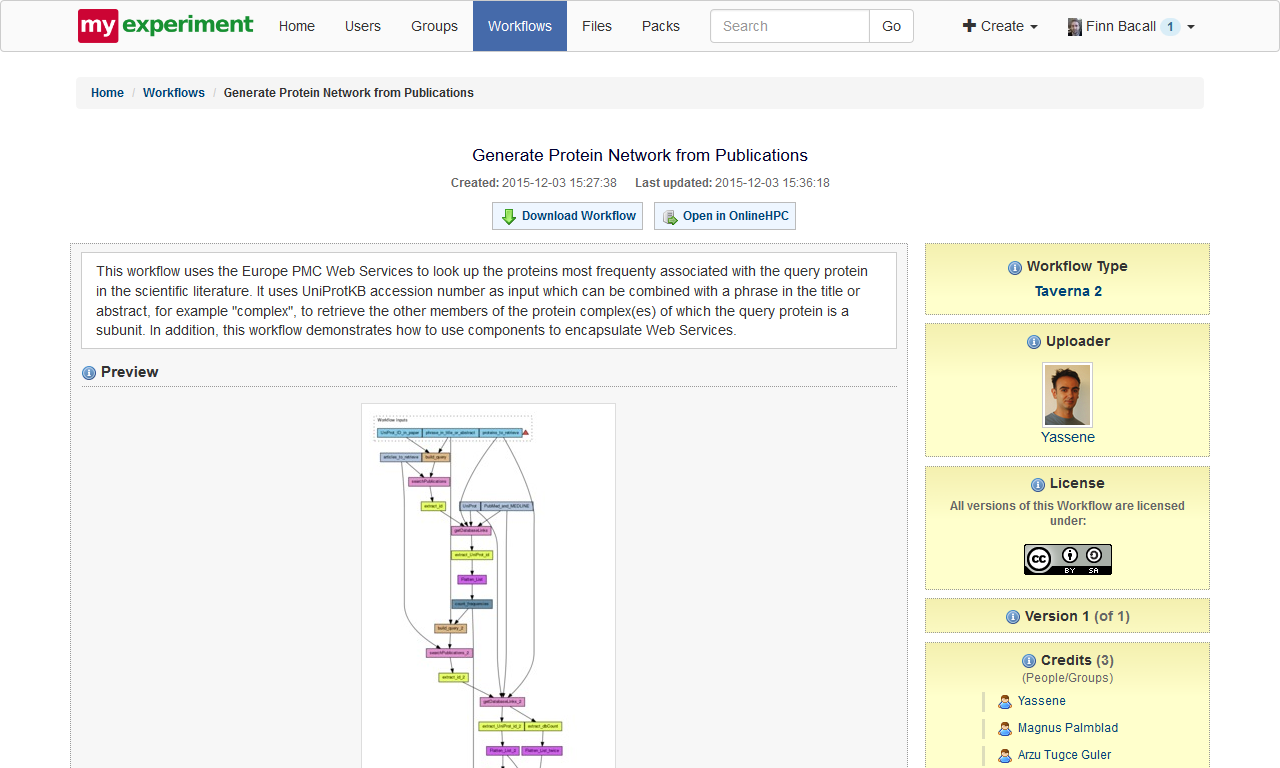 myexperiment
Home
Users
Groups
Workflows
Files
Packs
Search
Go
Create
Finn Bacall 1
Home / Workflows / Generate Protein Network from Publications
Generate Protein Network from Publications
Created: 2015-12-03 15:27:38 Last updated: 2015-12-03 15:36:18
Download Workflow
Open in OnlineHPC
This workflow uses the Europe PMC Web Services to look up the proteins most frequenty associated with the query protein
in the scientific literature. It uses UniProtKB accession number as input which can be combined with a phrase in the title or
abstract, for example "complex", to retrieve the other members of the protein complex(es) of which the query protein is a
subunit. In addition, this workflow demonstrates how to use components to encapsulate Web Services.
Preview
Workflow inputs
UniProt_ID_in_paper
phrase_in_title_or_abstract
proteins_to_retrieve
articles_to_retrieve
build_query
searchPublications
extract_id
UniProt
PubMed_and_MEDLINE
getDatabaseLinks
extract_UniProt_id
Flatten_List
count_frequencies
build_query_2
searchPublications_2
extract_id_2
getDatabaseLinks_2
extract_UniProt_id_2
extract_dbCount
Flatten_List_2
Flatten_List_twice
Workflow Type
Taverna 2
Uploader
Yassene
License
All versions of this Workflow are licensed
under:
cc
BY SA
Version 1 (of 1)
Credits (3)
(People/Groups)
Yassene
Magnus Palmblad
Arzu Tugce Guler